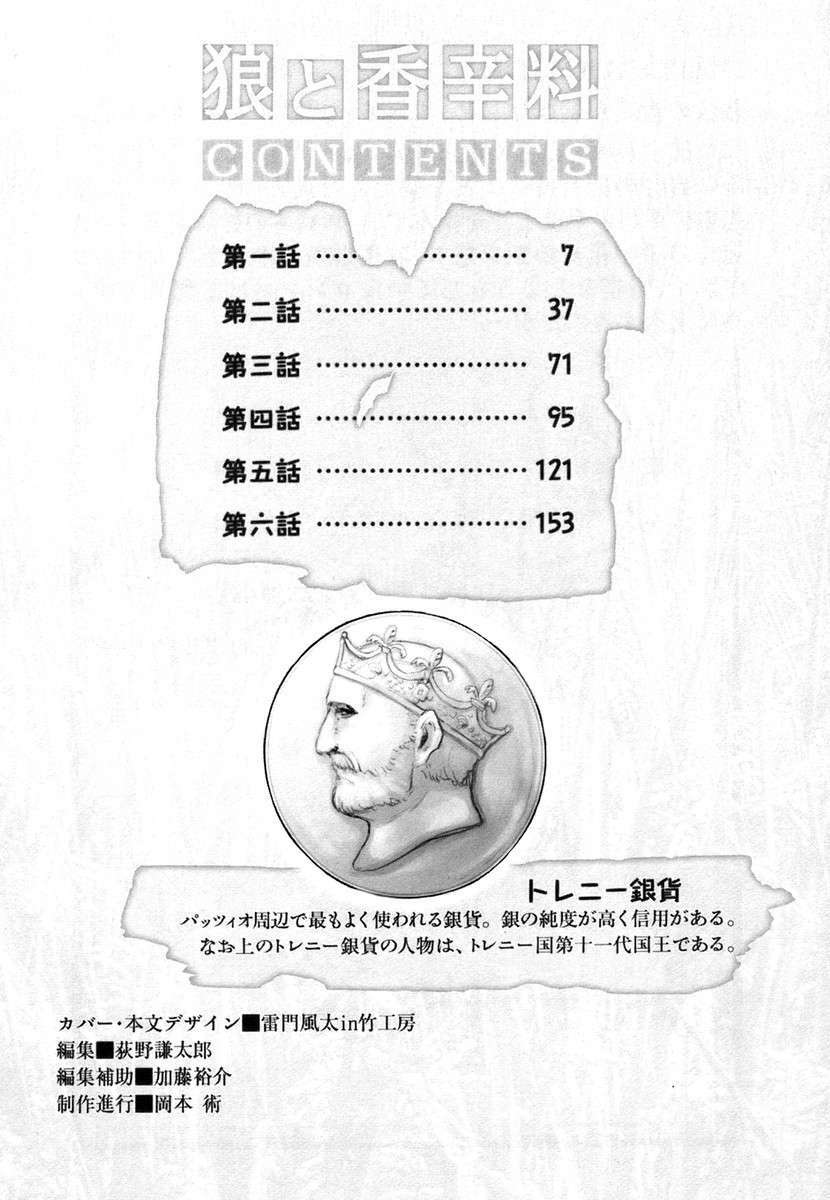 狼と香辛料
CONTENTS
第一話 …………………… 7
第二話 …………………… 37
第三話 …………………… 71
第四話 …………………… 95
第五話 …………………… 121
第六話 …………………… 153
トレニー銀貨
パッツィオ周辺で最もよく使われる銀貨。銀の純度が高く信用がある。
なお上のトレニー銀貨の人物は、トレニー国第十一代国王である。
カバー・本文デザイン■雷門風太in竹工房
編集■荻野謙太郎
編集補助■加藤裕介
制作進行■岡本 術